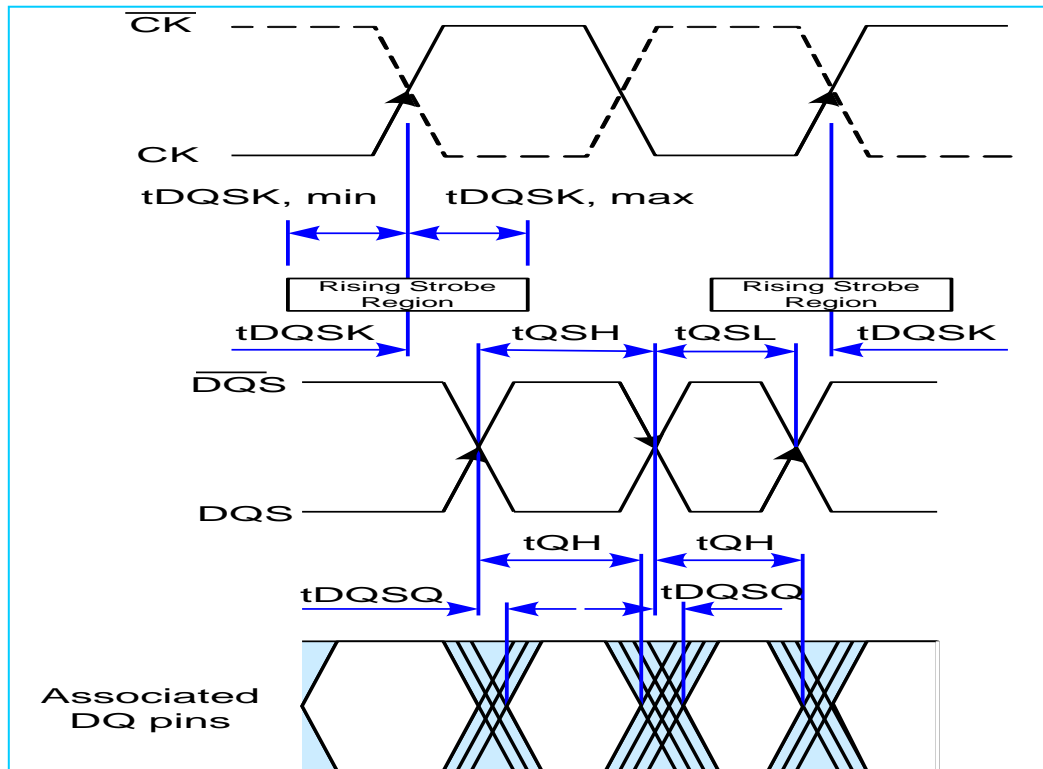 CK
CK
tDQSK, min
tDQSK, max
Rising Strobe
Region
Rising Strobe
Region
tDQSK
tQSH
tQSL
tDQSK
DQS
DQS
tQH
tQH
tDQSQ
tDQSQ
Associated
DQ pins